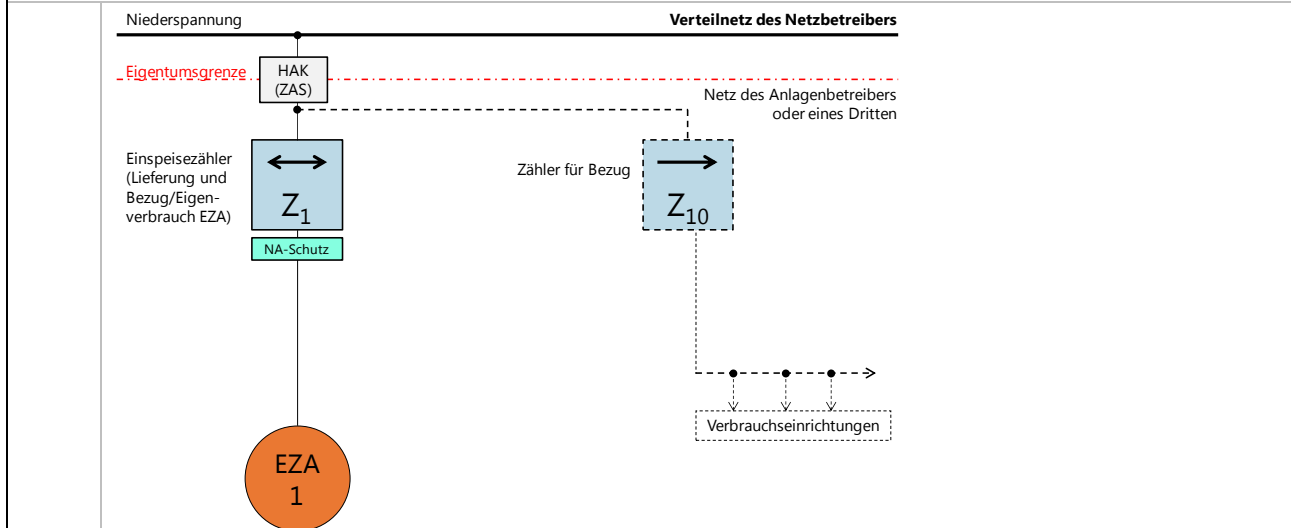 Niederspannung
Verteilnetz des Netzbetreibers
Eigentumsgrenze
HAK
(ZAS)
Netz des Anlagenbetreibers
oder eines Dritten
Einspeisezähler
(Lieferung und
Bezug/Eigen-
verbrauch EZA)
Z1
NA-Schutz
Zähler für Bezug
Z10
Verbrauchseinrichtungen
EZA
1